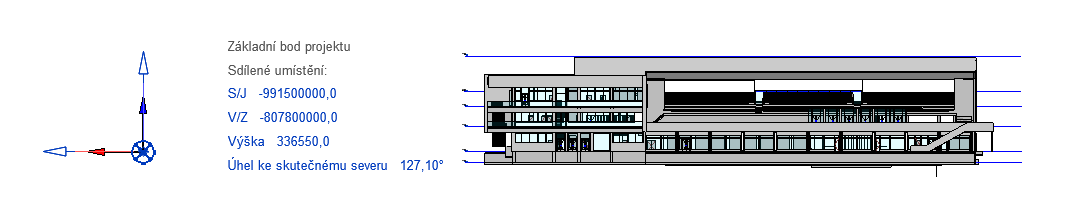 Základní bod projektu
Sdílené umístění:
S/J -991500000,0
V/Z -807800000,0
Výška 336550,0
Úhel ke skutečnému severu 127,10°